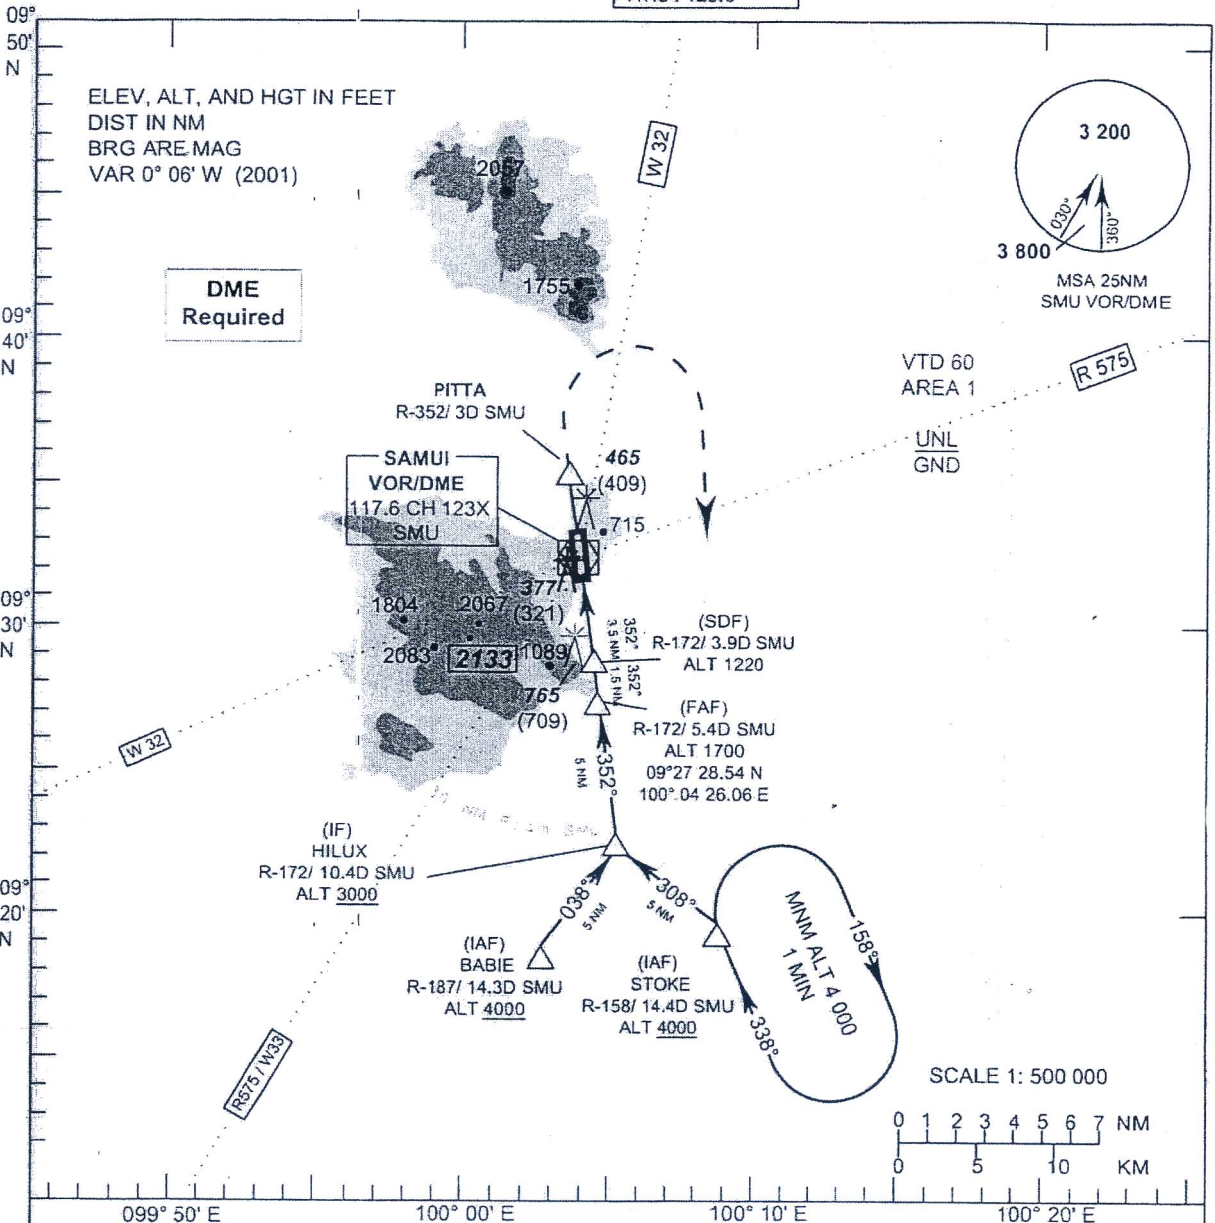 09°
50'
N
ELEV, ALT, AND HGT IN FEET
DIST IN NM
BRG ARE MAG
VAR 0° 06' W (2001)
2057
W 32
3 200
030°
360°
3 800
MSA 25NM
SMU VOR/DME
DME
Required
1755
09°
40'
N
VTD 60
AREA 1
R 575
UNL
GND
PITTA
R-352/ 3D SMU
SAMUI
VOR/DME
117.6 CH 123X
SMU
465
(409)
715
377
(321)
09°
30'
N
1804
2067
2083
2133
1089
765
(709)
352°
3.5 NM
352°
1.5 NM
(SDF)
R-172/ 3.9D SMU
ALT 1220
(FAF)
R-172/ 5.4D SMU
ALT 1700
09°27 28.54 N
100° 04 26.06 E
W 32
352°
5 NM
(IF)
HILUX
R-172/ 10.4D SMU
ALT 3000
09°
20'
N
038°
5 NM
308°
5 NM
(IAF)
BABIE
R-187/ 14.3D SMU
ALT 4000
(IAF)
STOKE
R-158/ 14.4D SMU
ALT 4000
MNM ALT 4 000
1 MIN
158°
338°
R575 / W33
SCALE 1: 500 000
0 1 2 3 4 5 6 7 NM
0 5 10 KM
099° 50' E
100° 00' E
100° 10' E
100° 20' E